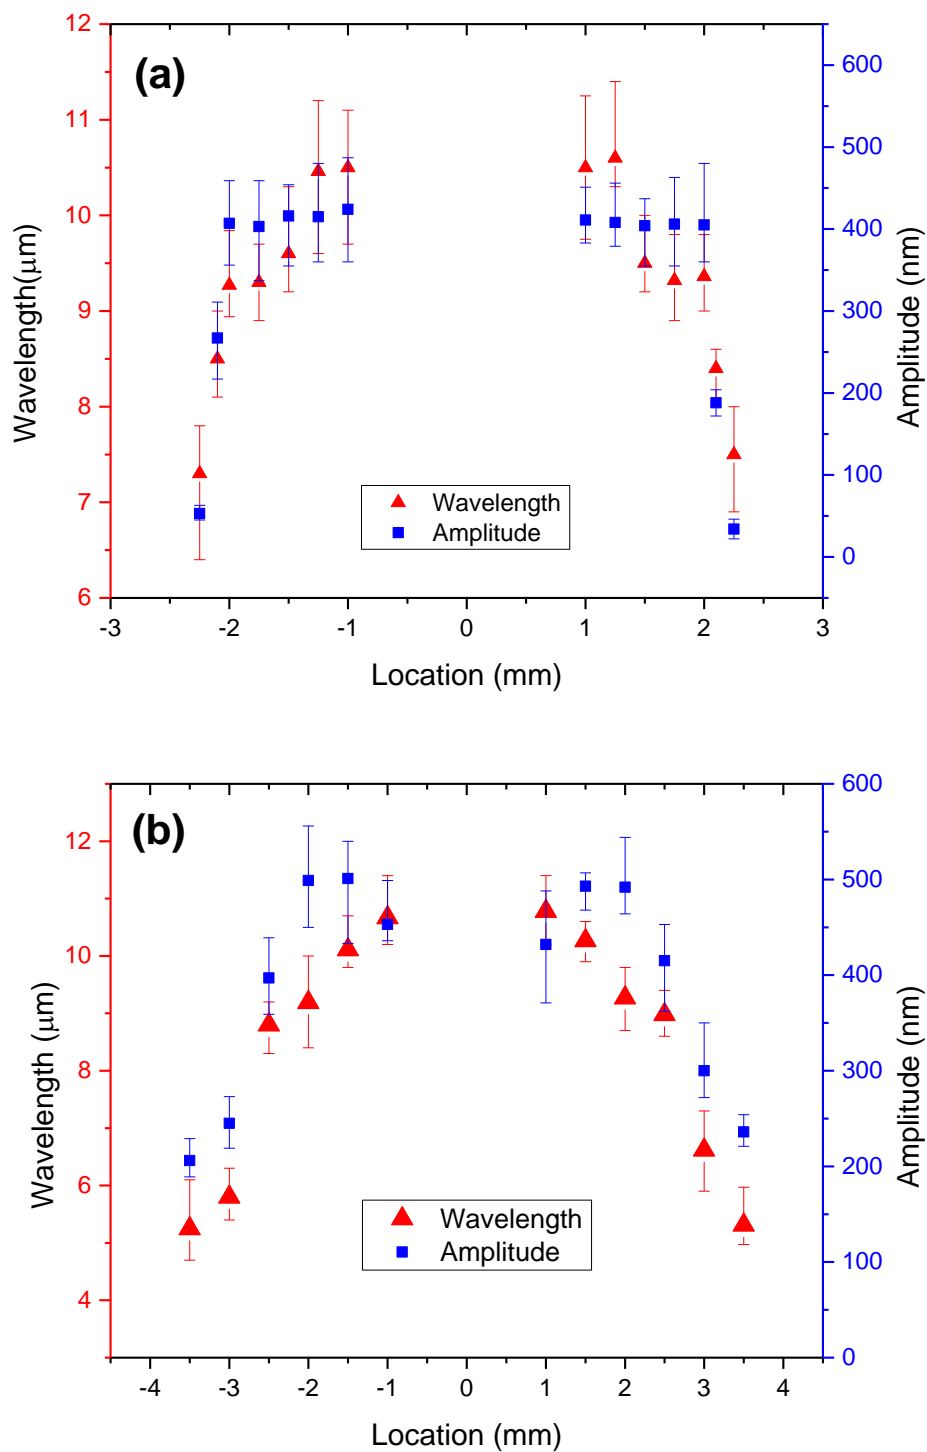 (a)
12
11
10
9
8
7
6
Wavelength(μm)
600
500
400
300
200
100
0
Amplitude (nm)
Wavelength
Amplitude
-3 -2 -1 0 1 2 3
Location (mm)
(b)
12
10
8
6
4
Wavelength (μm)
600
500
400
300
200
100
0
Amplitude (nm)
Wavelength
Amplitude
-4 -3 -2 -1 0 1 2 3 4
Location (mm)